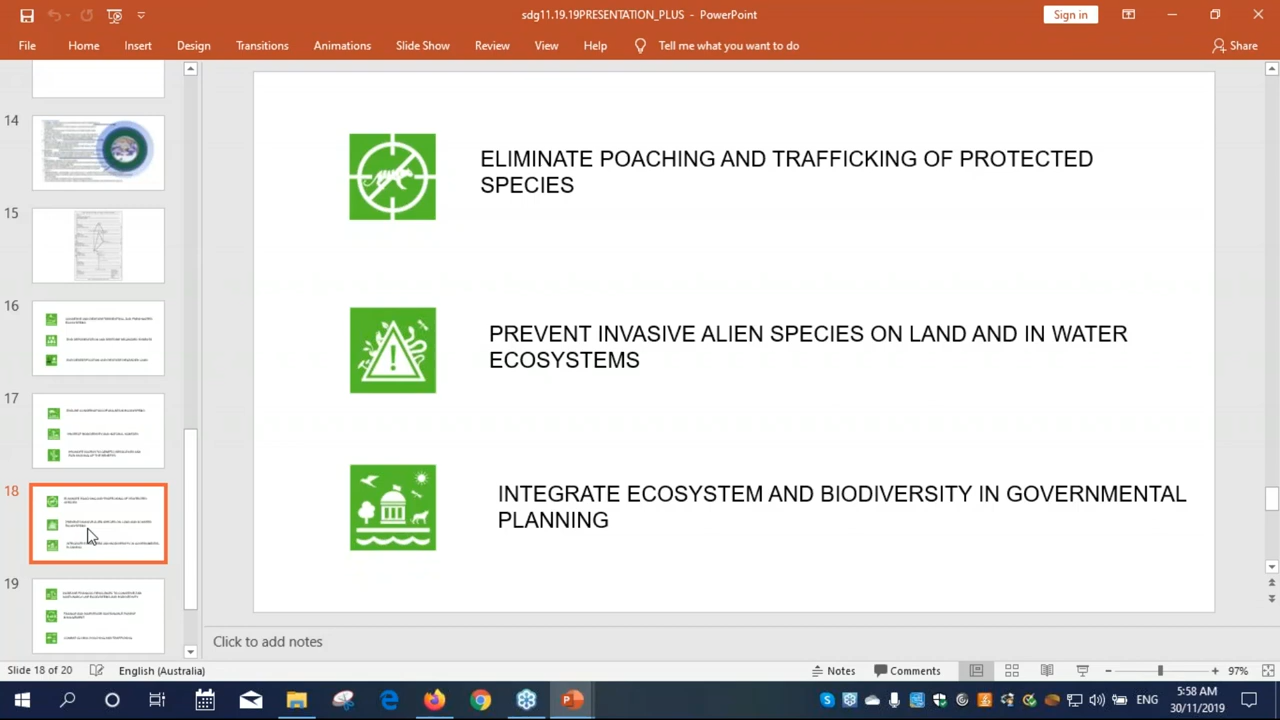 sdg11.19.19PRESENTATION_PLUS - PowerPoint
Sign in
File Home Insert Design Transitions Animations Slide Show Review View Help Tell me what you want to do Share
14
15
16
17
18
19
ELIMINATE POACHING AND TRAFFICKING OF PROTECTED
SPECIES
PREVENT INVASIVE ALIEN SPECIES ON LAND AND IN WATER
ECOSYSTEMS
INTEGRATE ECOSYSTEM AND BIODIVERSITY IN GOVERNMENTAL
PLANNING
Click to add notes
Slide 18 of 20 English (Australia) Notes Comments 97%
ENG
5:58 AM
30/11/2019